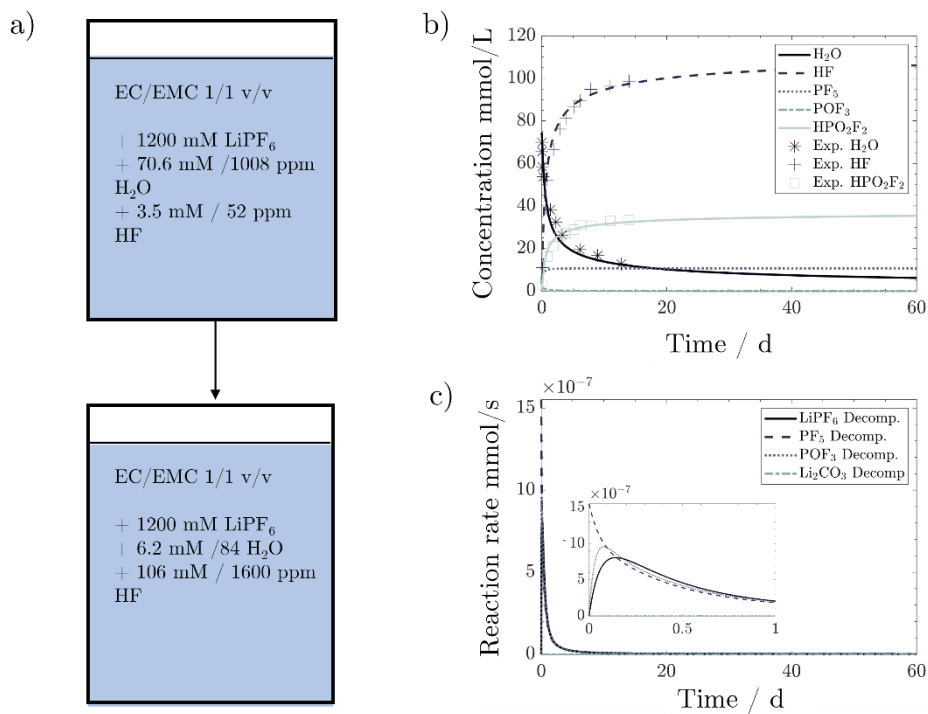 a)
EC/EMC 1/1 v/v
+ 1200 mM LiPF6
+ 70.6 mM /1008 ppm
H2O
+ 3.5 mM / 52 ppm
HF
EC/EMC 1/1 v/v
+ 1200 mM LiPF6
+ 6.2 mM /84 H2O
+ 106 mM / 1600 ppm
HF
b)
Concentration mmol/L
120
100
80
60
40
20
0
0
20
40
60
Time / d
H2O
HF
PF5
POF3
HPO2F2
Exp. H2O
Exp. HF
Exp. HPO2F2
c)
Reaction rate mmol/s
×10-7
15
10
5
0
0
20
40
60
Time / d
LiPF6 Decomp.
PF5 Decomp.
POF3 Decomp.
Li2CO3 Decomp
×10-7
15
10
5
0
0
0.5
1